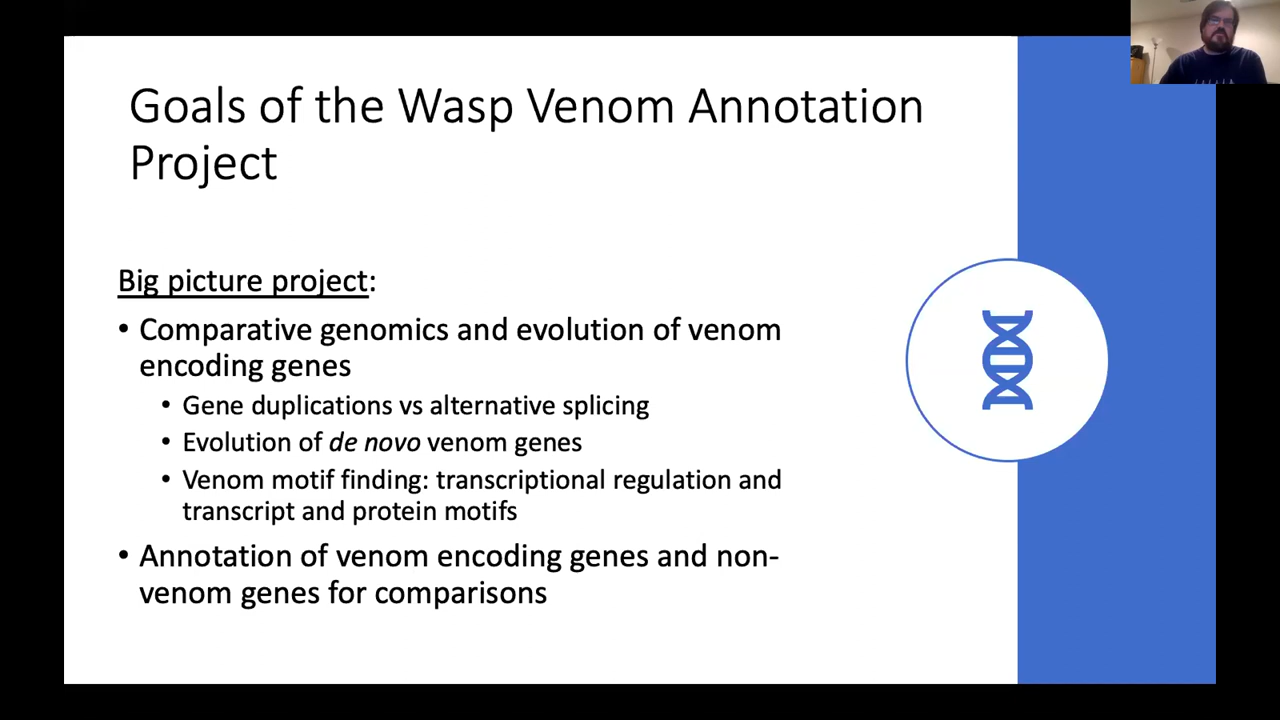 Goals of the Wasp Venom Annotation
Project
Big picture project:
• Comparative genomics and evolution of venom
encoding genes
• Gene duplications vs alternative splicing
• Evolution of de novo venom genes
• Venom motif finding: transcriptional regulation and
transcript and protein motifs
• Annotation of venom encoding genes and non-
venom genes for comparisons